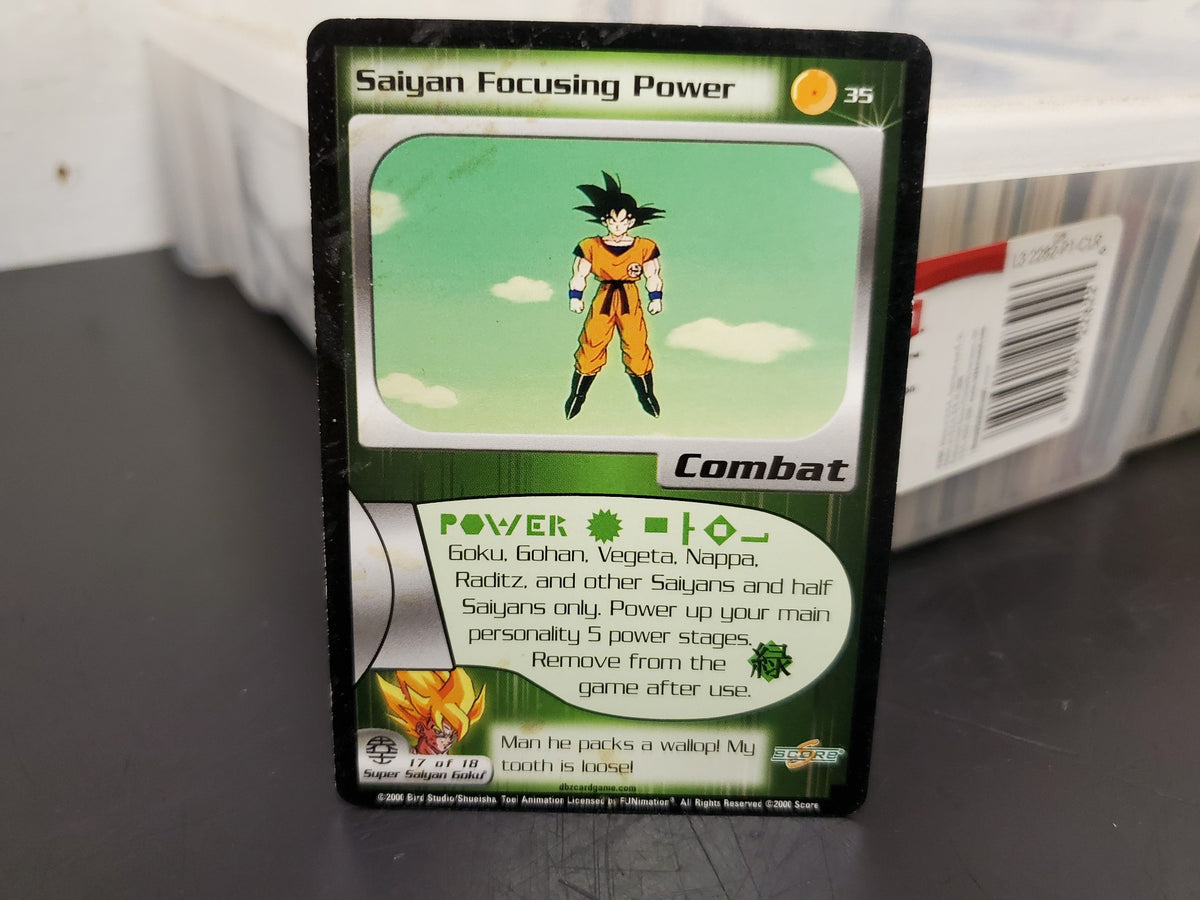 Saiyan Focusing Power
35
Combat
POWER
Goku, Gohan, Vegeta, Nappa,
Raditz, and other Saiyans and half
Saiyans only. Power up your main
personality 5 power stages.
緑
Remove from the
game after use.
17 of 18
Super Saiyan Goku
Man he packs a wallop! My
tooth is loose!
SCORE
dbzcardgame.com
©2000 Bird Studio/Shueisha, Toei Animation Licensed by FUNimation® All Rights Reserved ©2000 Score